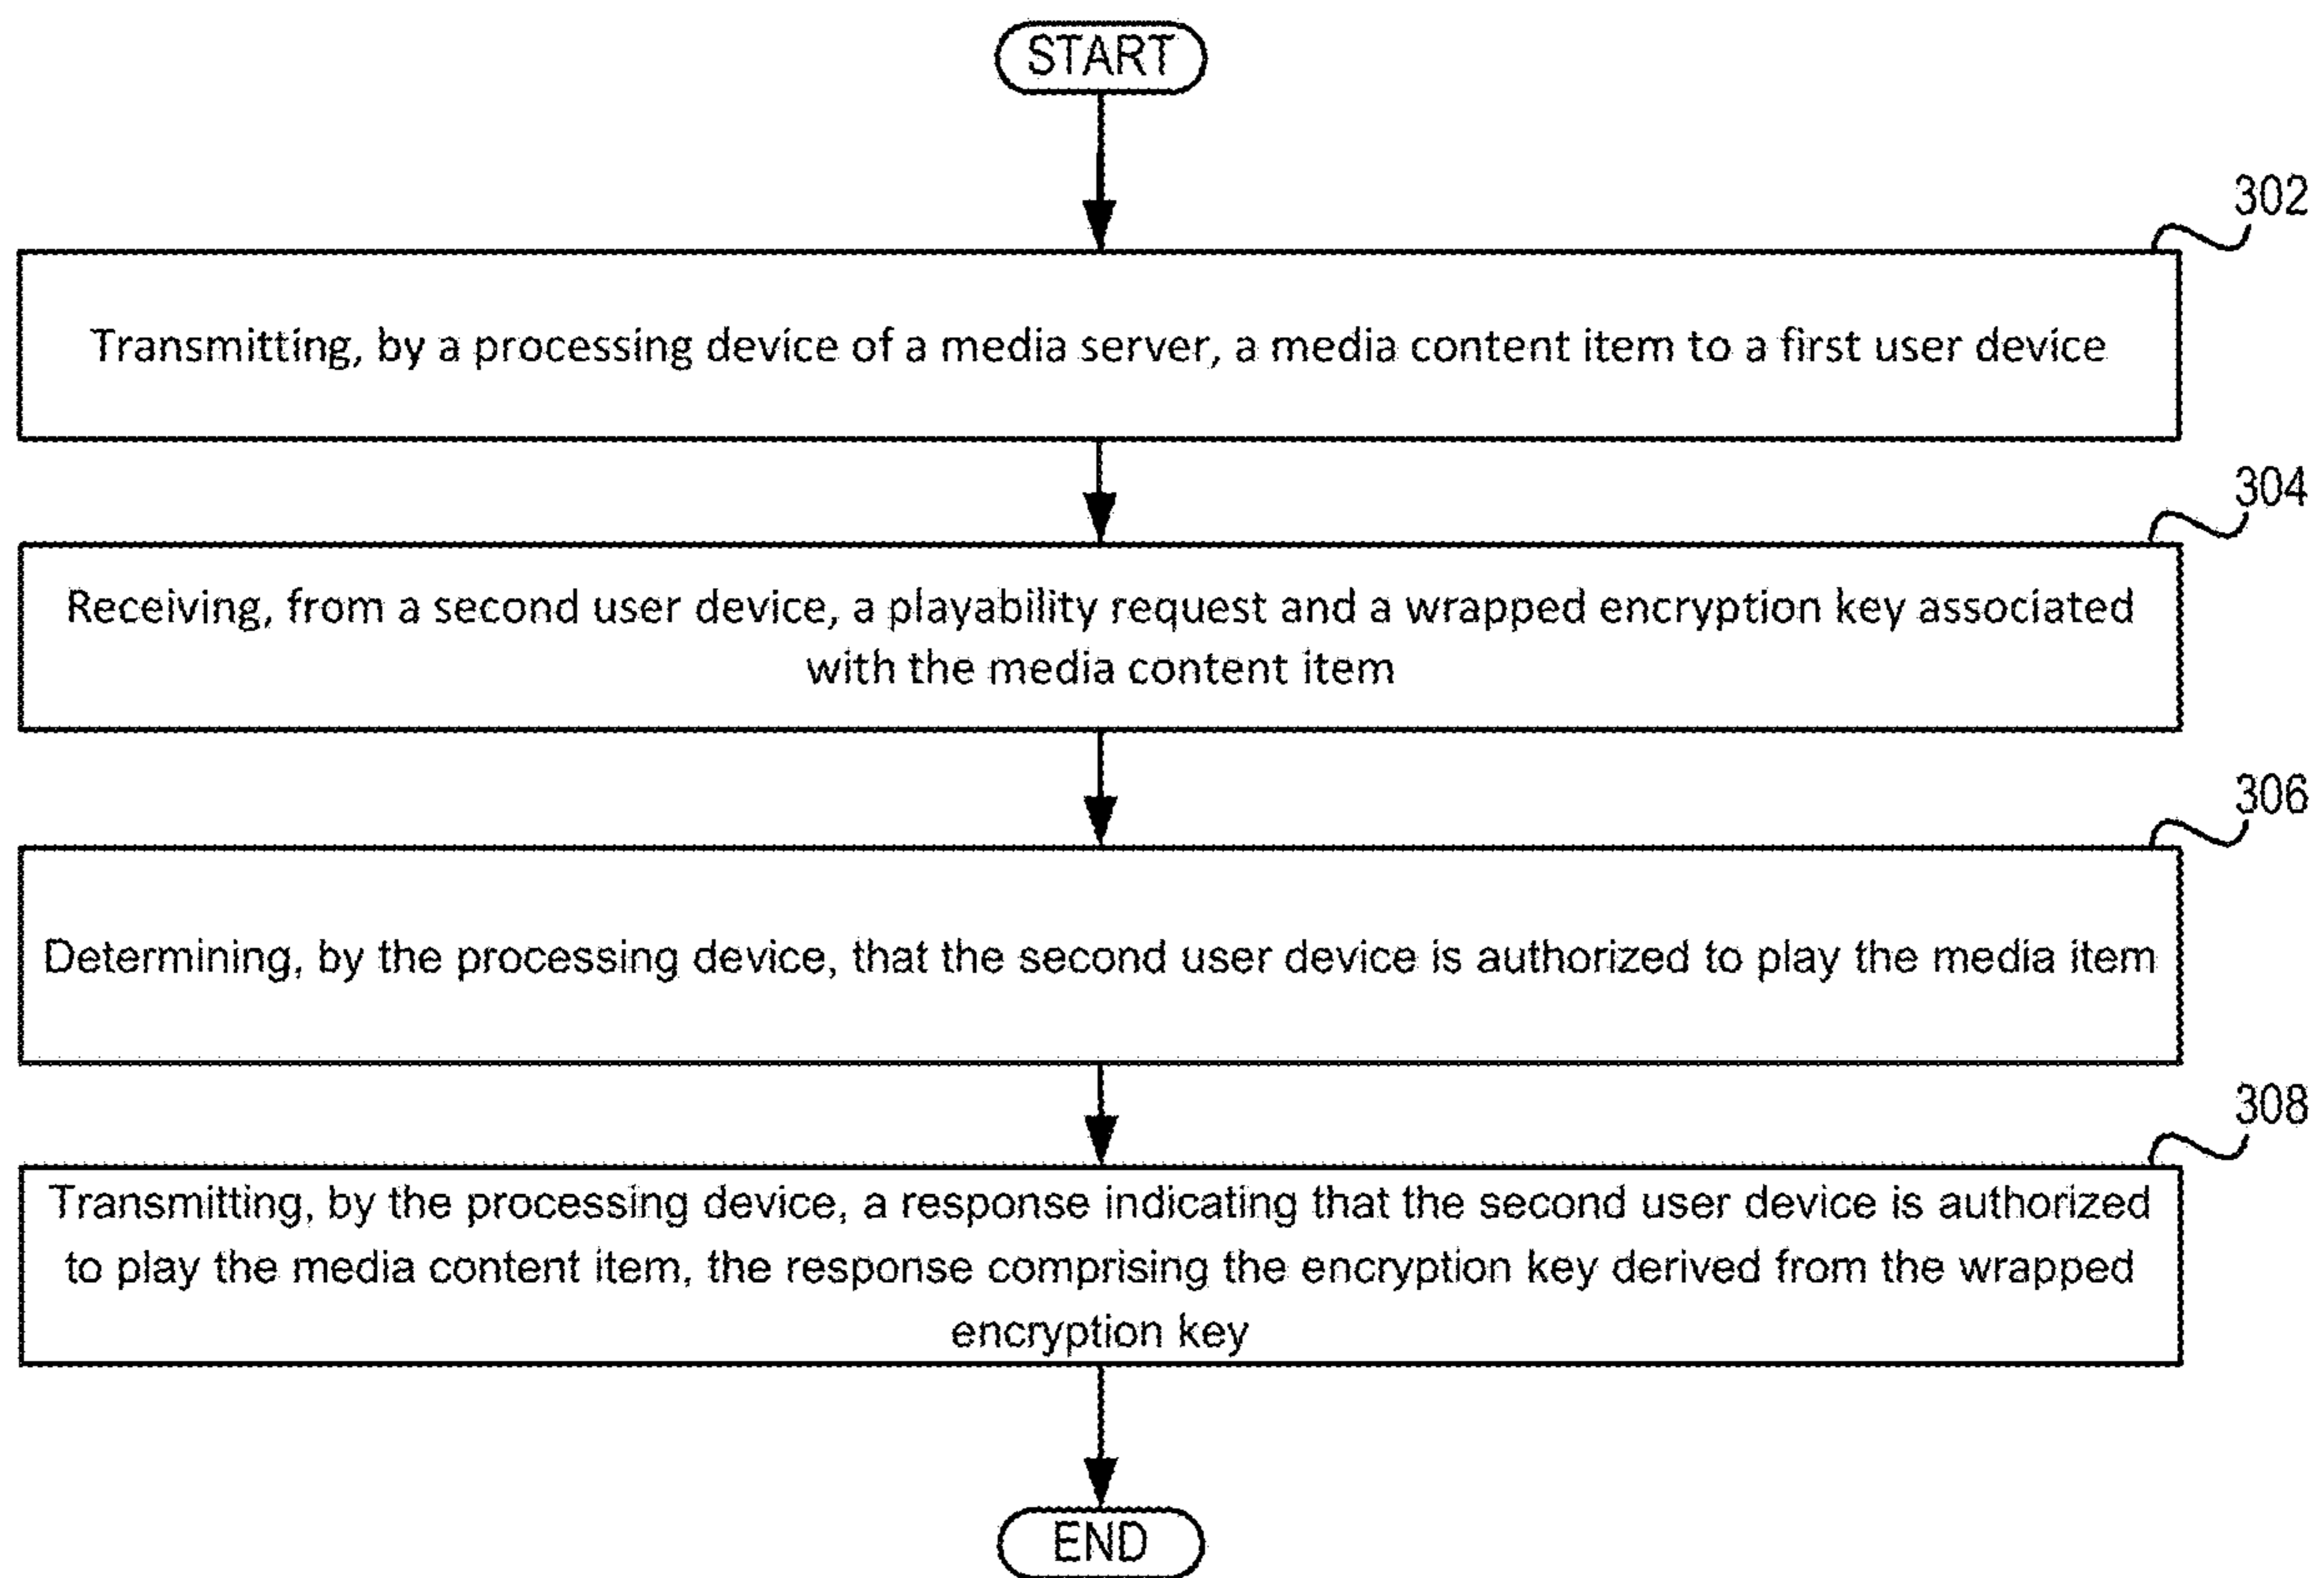 START
302
Transmitting, by a processing device of a media server, a media content item to a first user device
304
Receiving, from a second user device, a playability request and a wrapped encryption key associated
with the media content item
306
Determining, by the processing device, that the second user device is authorized to play the media item
308
Transmitting, by the processing device, a response indicating that the second user device is authorized
to play the media content item, the response comprising the encryption key derived from the wrapped
encryption key
END